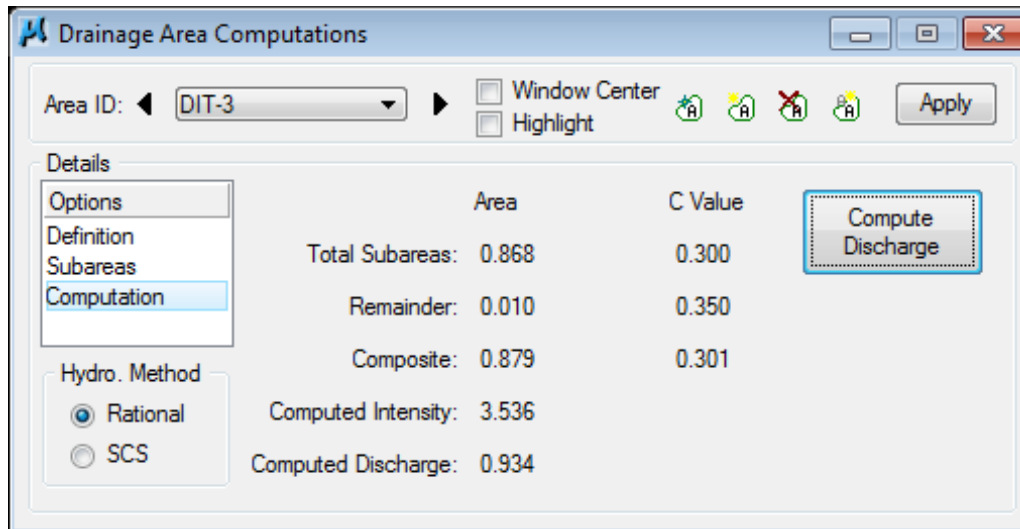 Drainage Area Computations
Area ID: DIT-3
Window Center
Highlight
Apply
Details
Options
Definition
Subareas
Computation
Hydro. Method
Rational
SCS
Area C Value
Total Subareas: 0.868 0.300
Remainder: 0.010 0.350
Composite: 0.879 0.301
Computed Intensity: 3.536
Computed Discharge: 0.934
Compute
Discharge